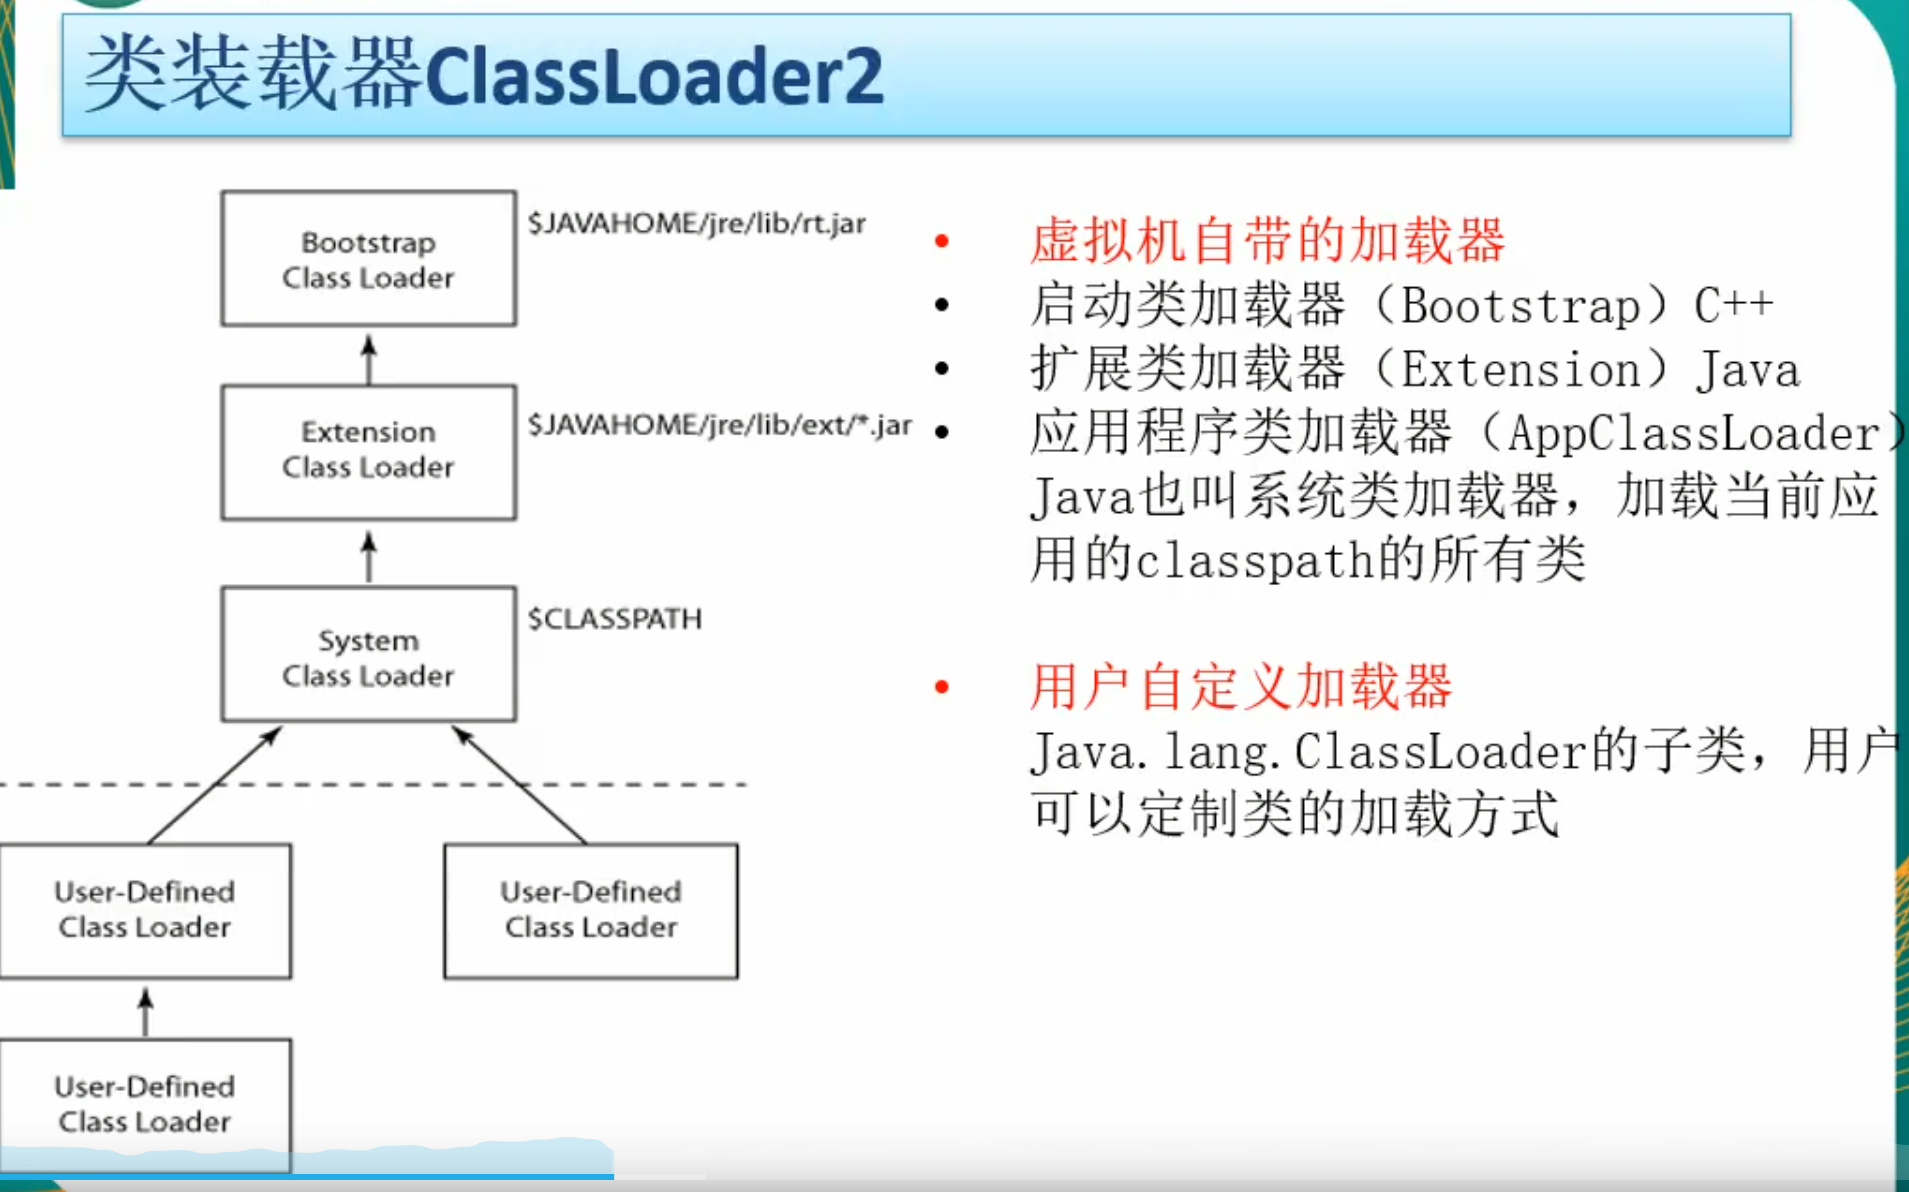 类装载器ClassLoader2
Bootstrap
Class Loader
$JAVAHOME/jre/lib/rt.jar
Extension
Class Loader
$JAVAHOME/jre/lib/ext/*.jar
System
Class Loader
$CLASSPATH
User-Defined
Class Loader
User-Defined
Class Loader
User-Defined
Class Loader
• 虚拟机自带的加载器
• 启动类加载器（Bootstrap）C++
• 扩展类加载器（Extension）Java
• 应用程序类加载器（AppClassLoader）
Java也叫系统类加载器，加载当前应
用的classpath的所有类
• 用户自定义加载器
Java.lang.ClassLoader的子类，用户
可以定制类的加载方式